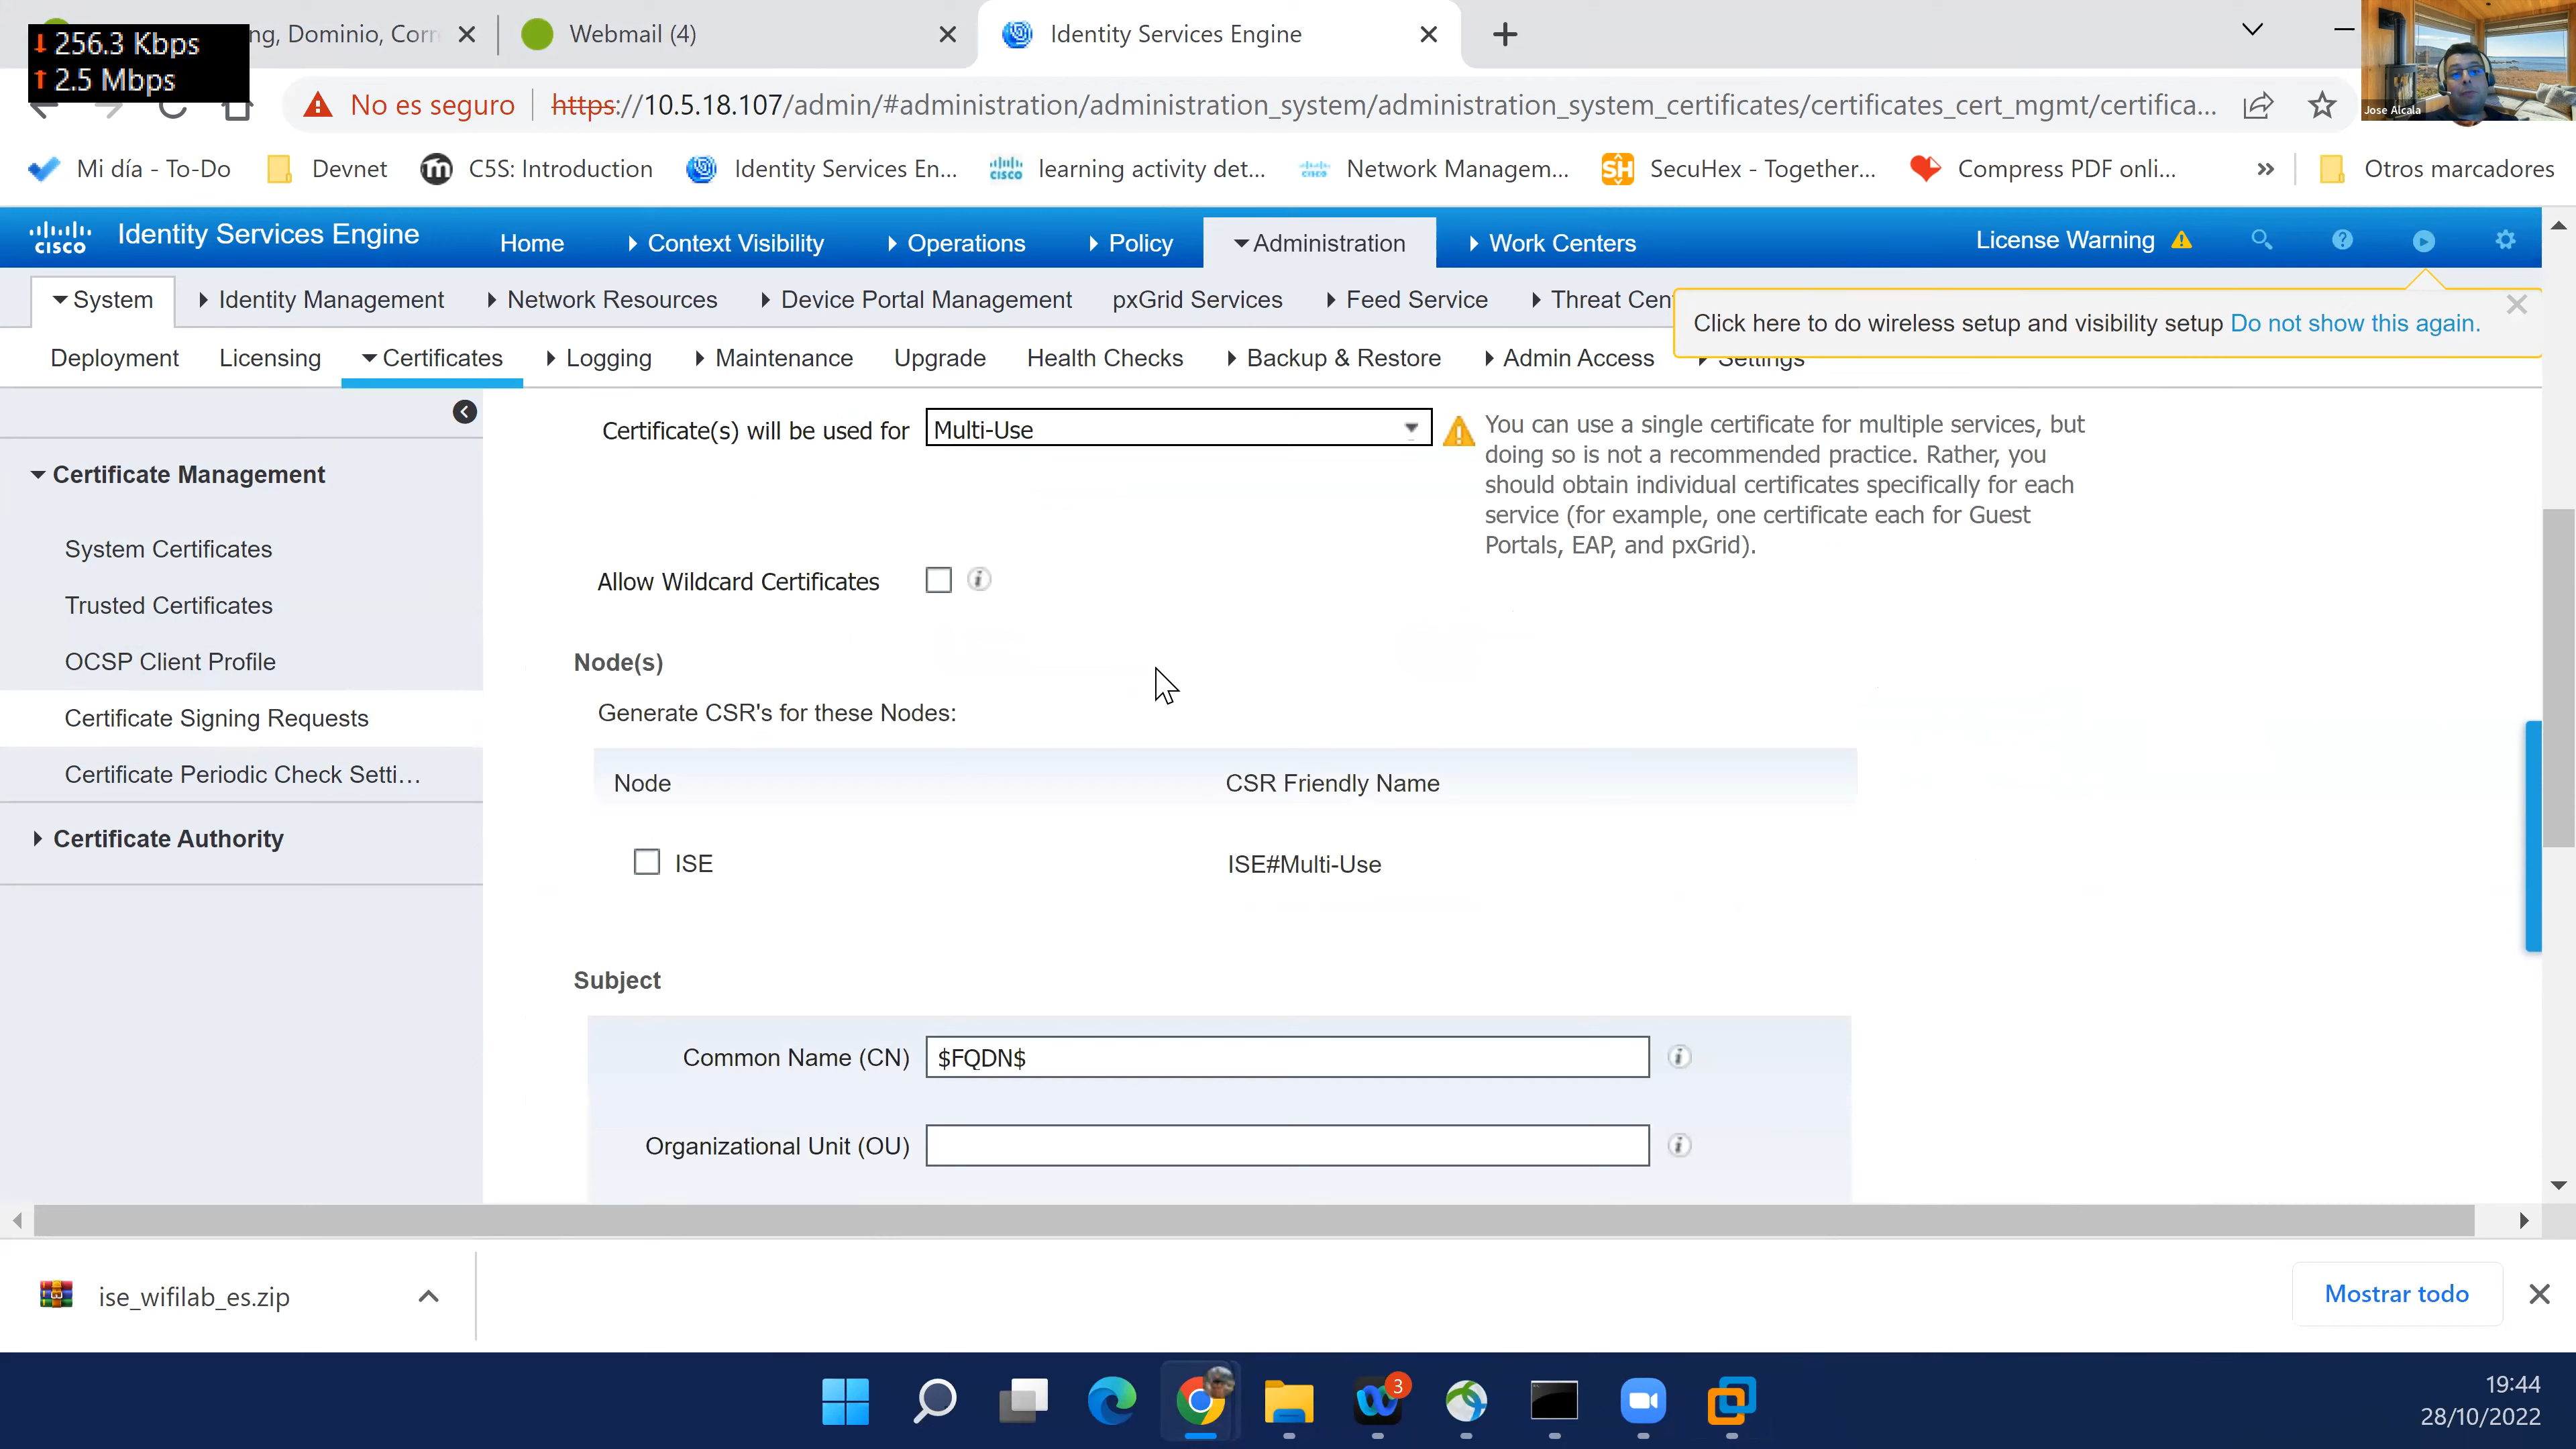 256.3 Kbps
2.5 Mbps
ng, Dominio, Corr
Webmail (4)
Identity Services Engine
No es seguro
https://10.5.18.107/admin/#administration/administration_system/administration_system_certificates/certificates_cert_mgmt/certifica...
Jose Alcala
Mi día - To-Do
Devnet
C5S: Introduction
Identity Services En...
learning activity det...
Network Managem...
SecuHex - Together...
Compress PDF onli...
»
Otros marcadores
CISCO
Identity Services Engine
Home
Context Visibility
Operations
Policy
Administration
Work Centers
License Warning
System
Identity Management
Network Resources
Device Portal Management
pxGrid Services
Feed Service
Threat Cen
Click here to do wireless setup and visibility setup Do not show this again.
Deployment
Licensing
Certificates
Logging
Maintenance
Upgrade
Health Checks
Backup & Restore
Admin Access
Settings
Certificate Management
System Certificates
Trusted Certificates
OCSP Client Profile
Certificate Signing Requests
Certificate Periodic Check Setti...
Certificate Authority
Certificate(s) will be used for
Multi-Use
You can use a single certificate for multiple services, but
doing so is not a recommended practice. Rather, you
should obtain individual certificates specifically for each
service (for example, one certificate each for Guest
Portals, EAP, and pxGrid).
Allow Wildcard Certificates
Node(s)
Generate CSR's for these Nodes:
Node
CSR Friendly Name
ISE
ISE#Multi-Use
Subject
Common Name (CN)
$FQDN$
Organizational Unit (OU)
ise_wifilab_es.zip
Mostrar todo
3
19:44
28/10/2022